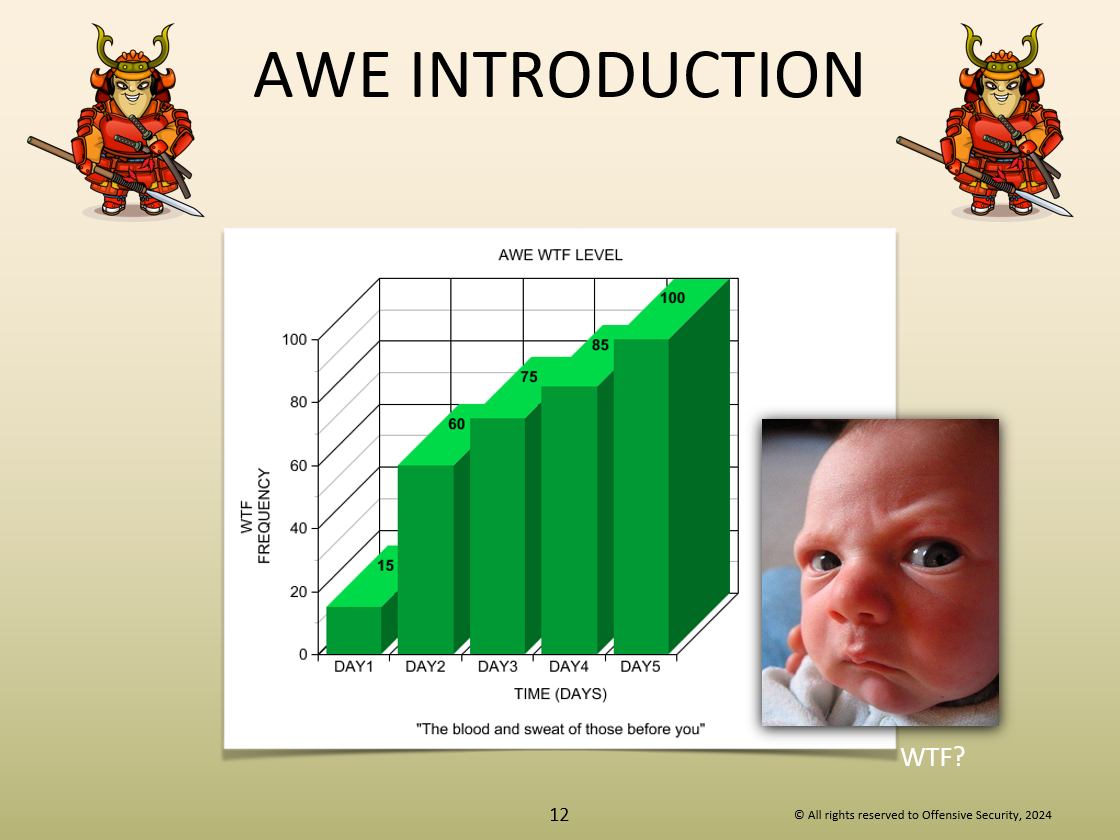 AWE INTRODUCTION
AWE WTF LEVEL
100
85
75
60
15
100
80
60
40
20
0
WTF
FREQUENCY
DAY1 DAY2 DAY3 DAY4 DAY5
TIME (DAYS)
"The blood and sweat of those before you"
WTF?
12
© All rights reserved to Offensive Security, 2024